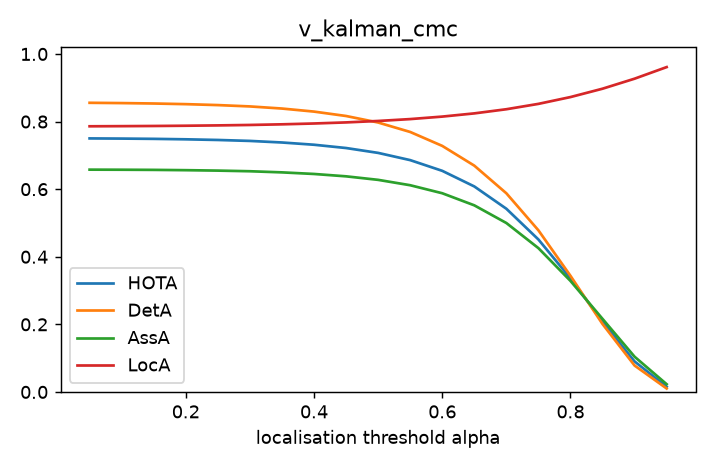 v_kalman_cmc
1.0
0.8
0.6
0.4
0.2
0.0
HOTA
DetA
AssA
LocA
0.2 0.4 0.6 0.8
localisation threshold alpha